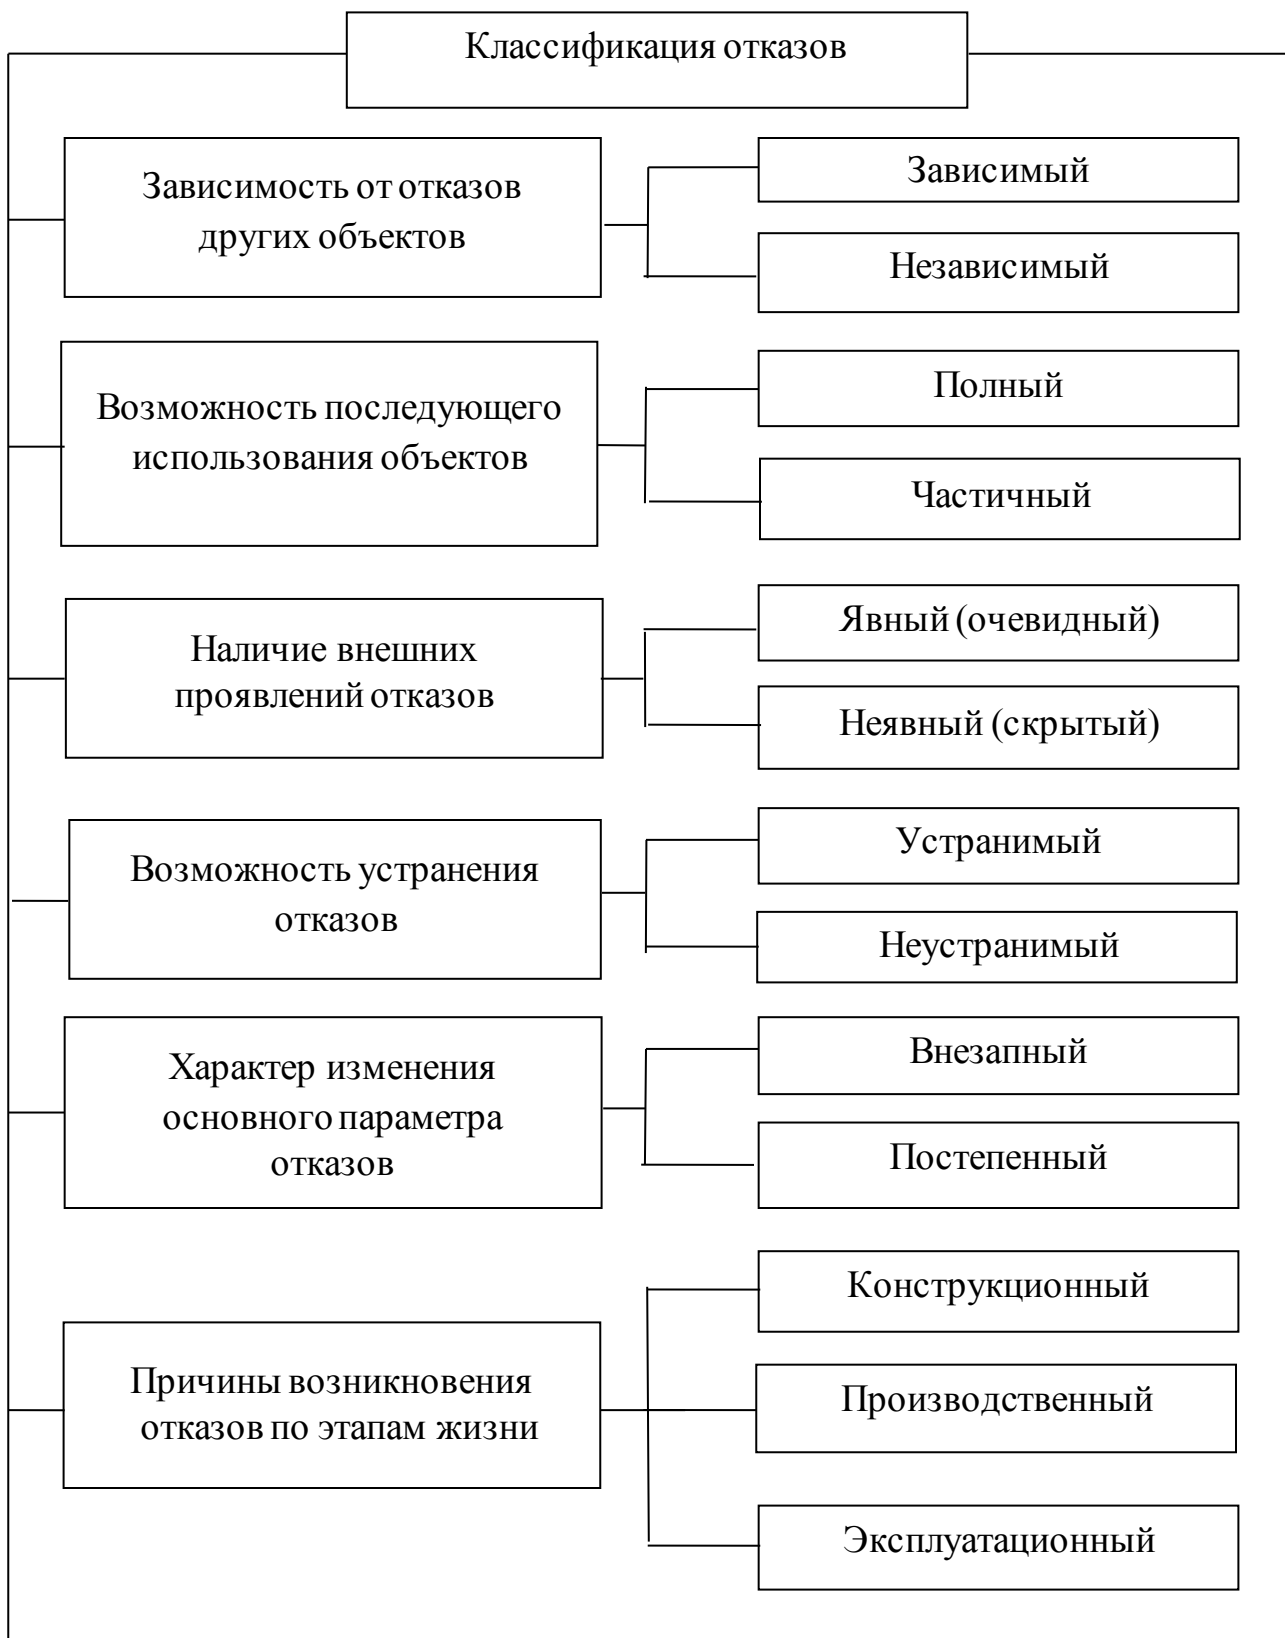 Классификация отказов
Зависимость от отказов
других объектов
Зависимый
Независимый
Возможность последующего
использования объектов
Полный
Частичный
Наличие внешних
проявлений отказов
Явный (очевидный)
Неявный (скрытый)
Возможность устранения
отказов
Устранимый
Неустранимый
Характер изменения
основного параметра
отказов
Внезапный
Постепенный
Причины возникновения
отказов по этапам жизни
Конструкционный
Производственный
Эксплуатационный